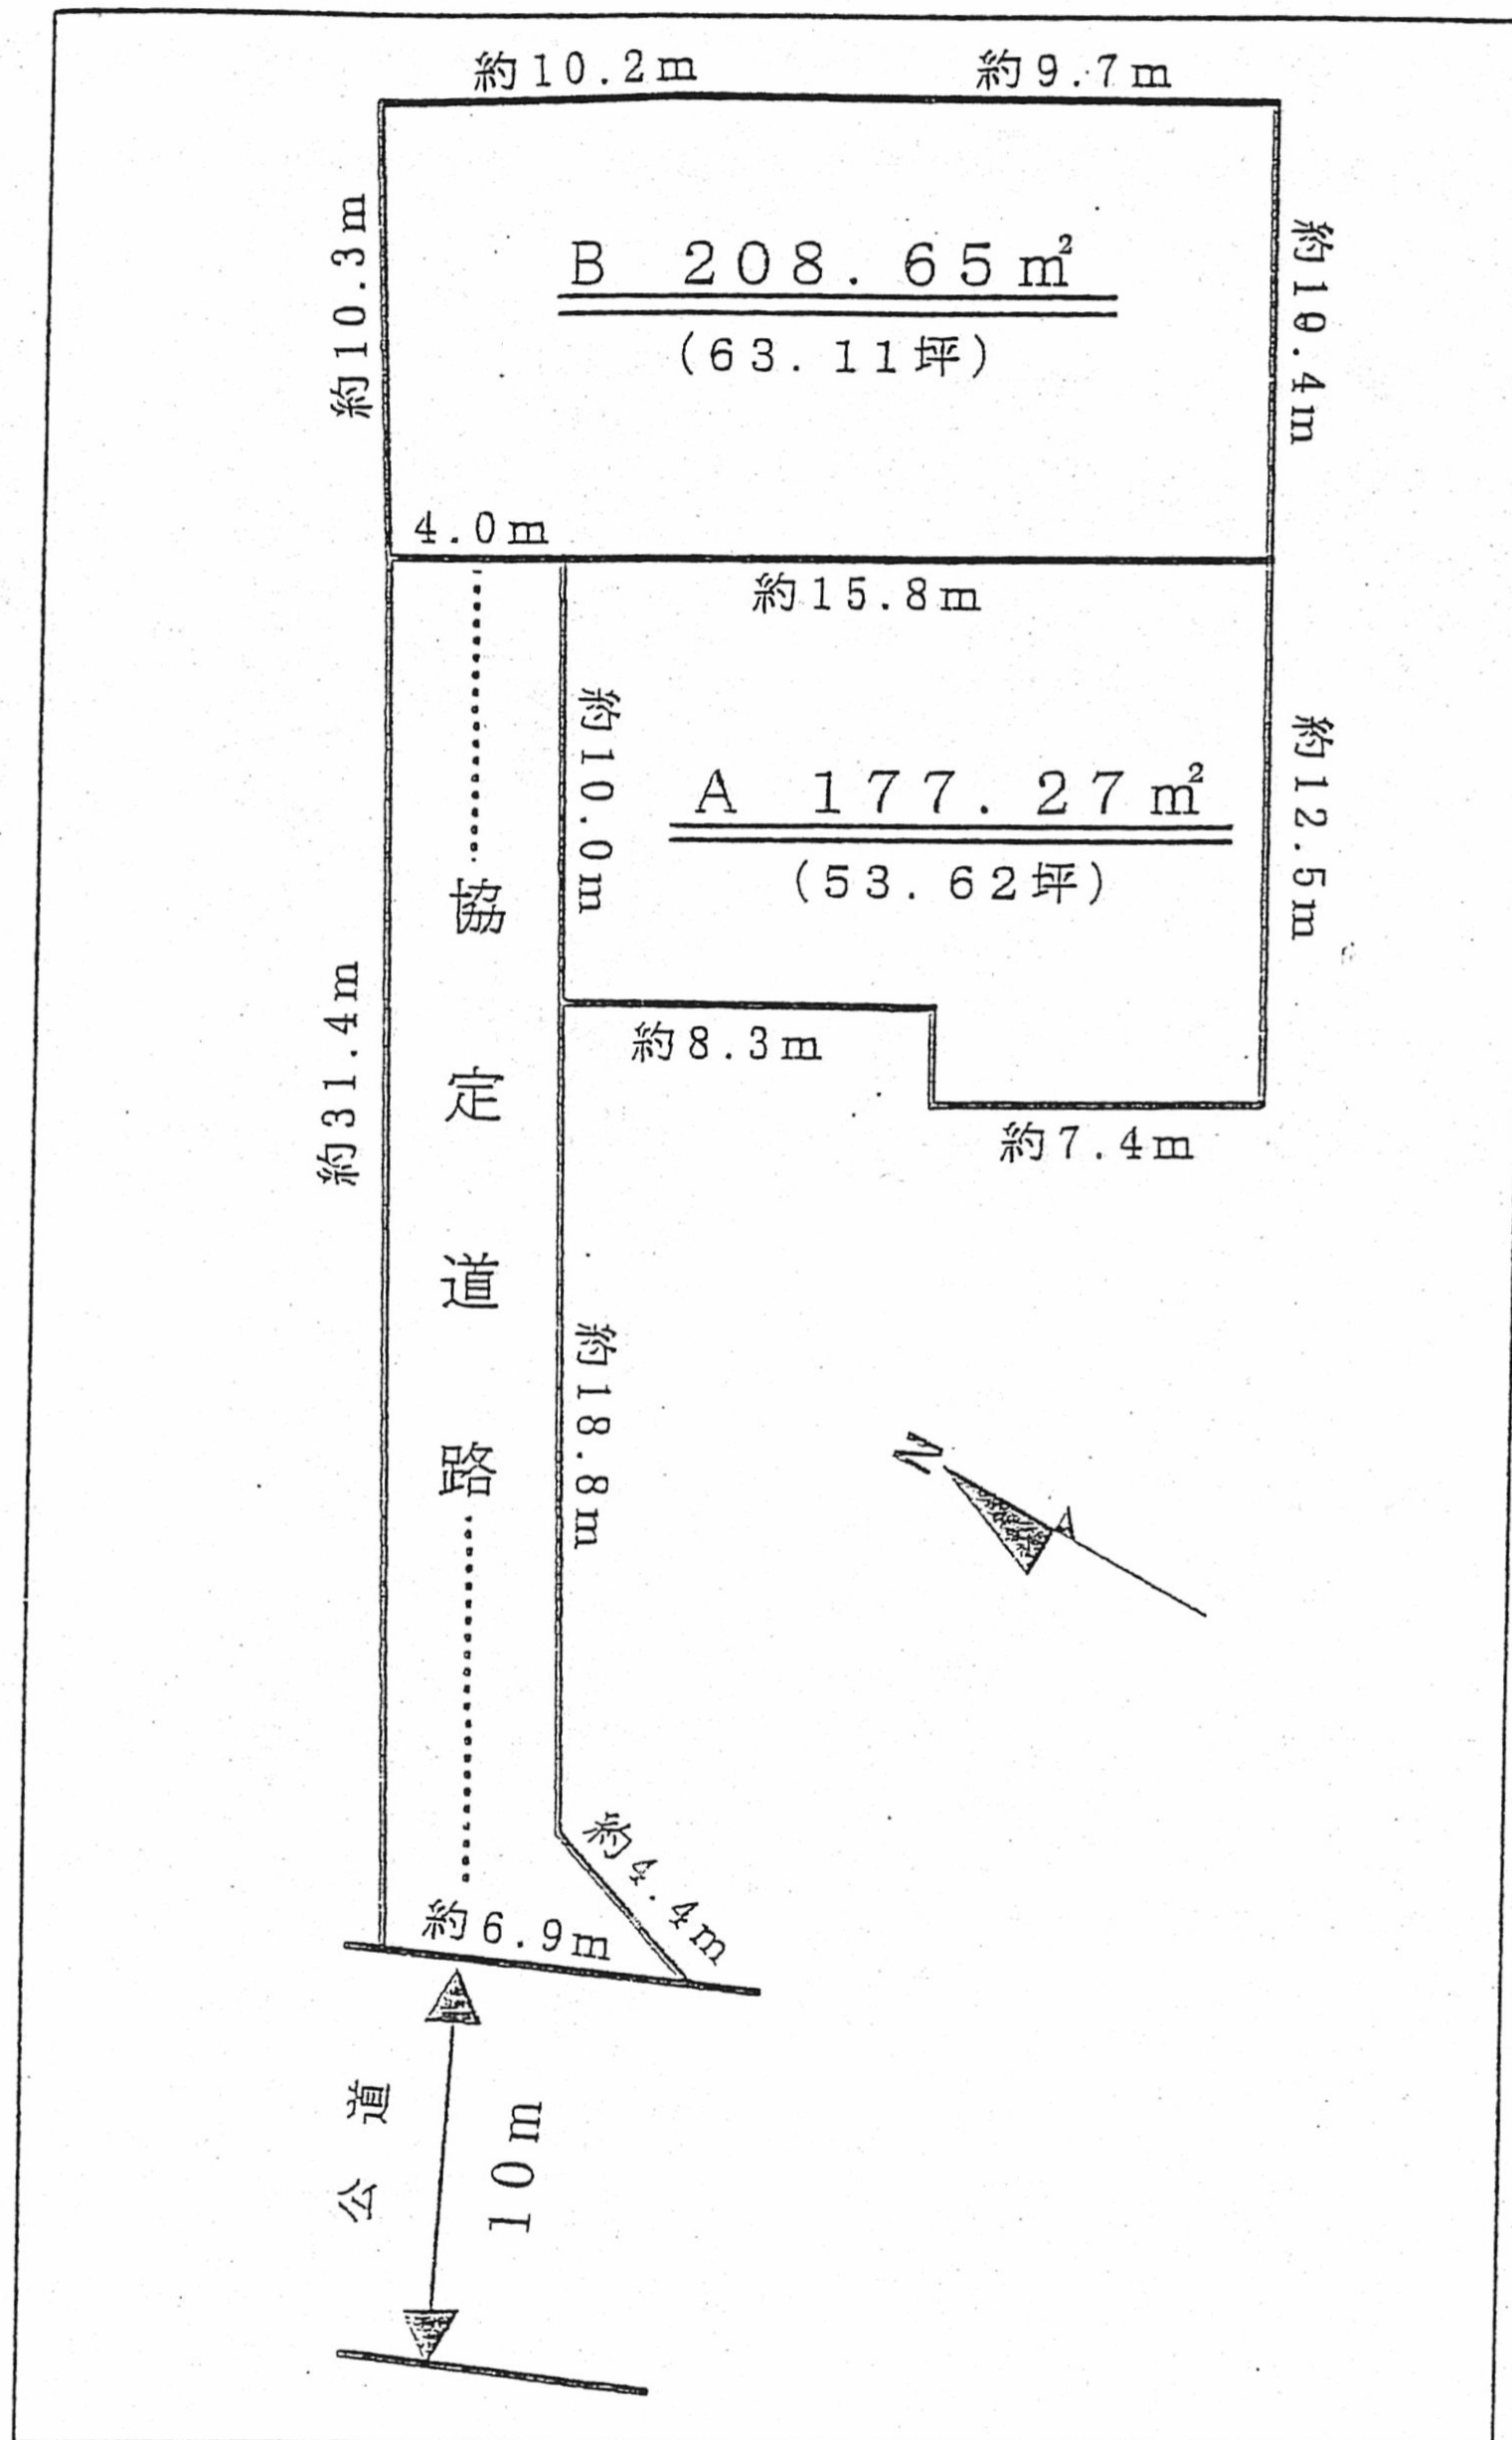 約10.2m
約9.7m
約10.3m
B 208.65㎡
(63.11坪)
約10.4m
4.0m
約15.8m
約10.0m
A 177.27㎡
(53.62坪)
約12.5m
協定道路
約31.4m
約8.3m
約7.4m
約18.8m
N
A
約4.4m
約6.9m
公道
10m